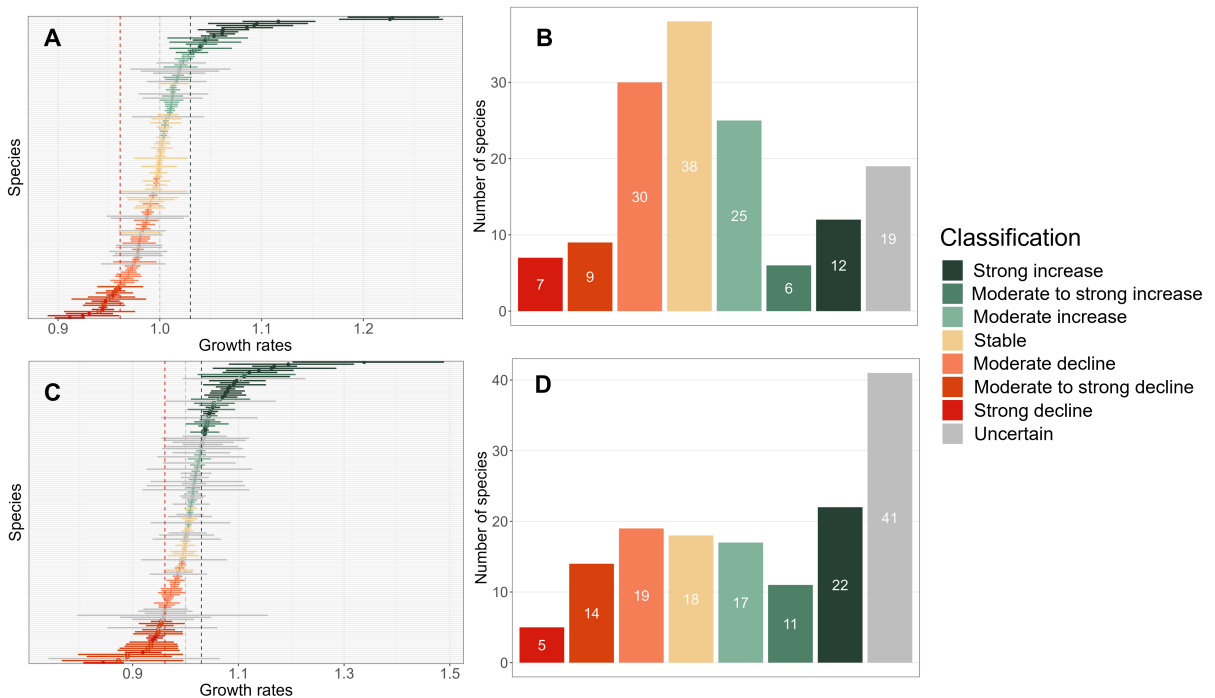 A
Species
0.9 1.0 1.1 1.2
Growth rates
B
Number of species
30
20
10
0
7 9 30 38 25 6 12 19
C
Species
0.9 1.1 1.3 1.5
Growth rates
D
Number of species
40
30
20
10
0
5 14 19 18 17 11 22 41
Classification
Strong increase
Moderate to strong increase
Moderate increase
Stable
Moderate decline
Moderate to strong decline
Strong decline
Uncertain